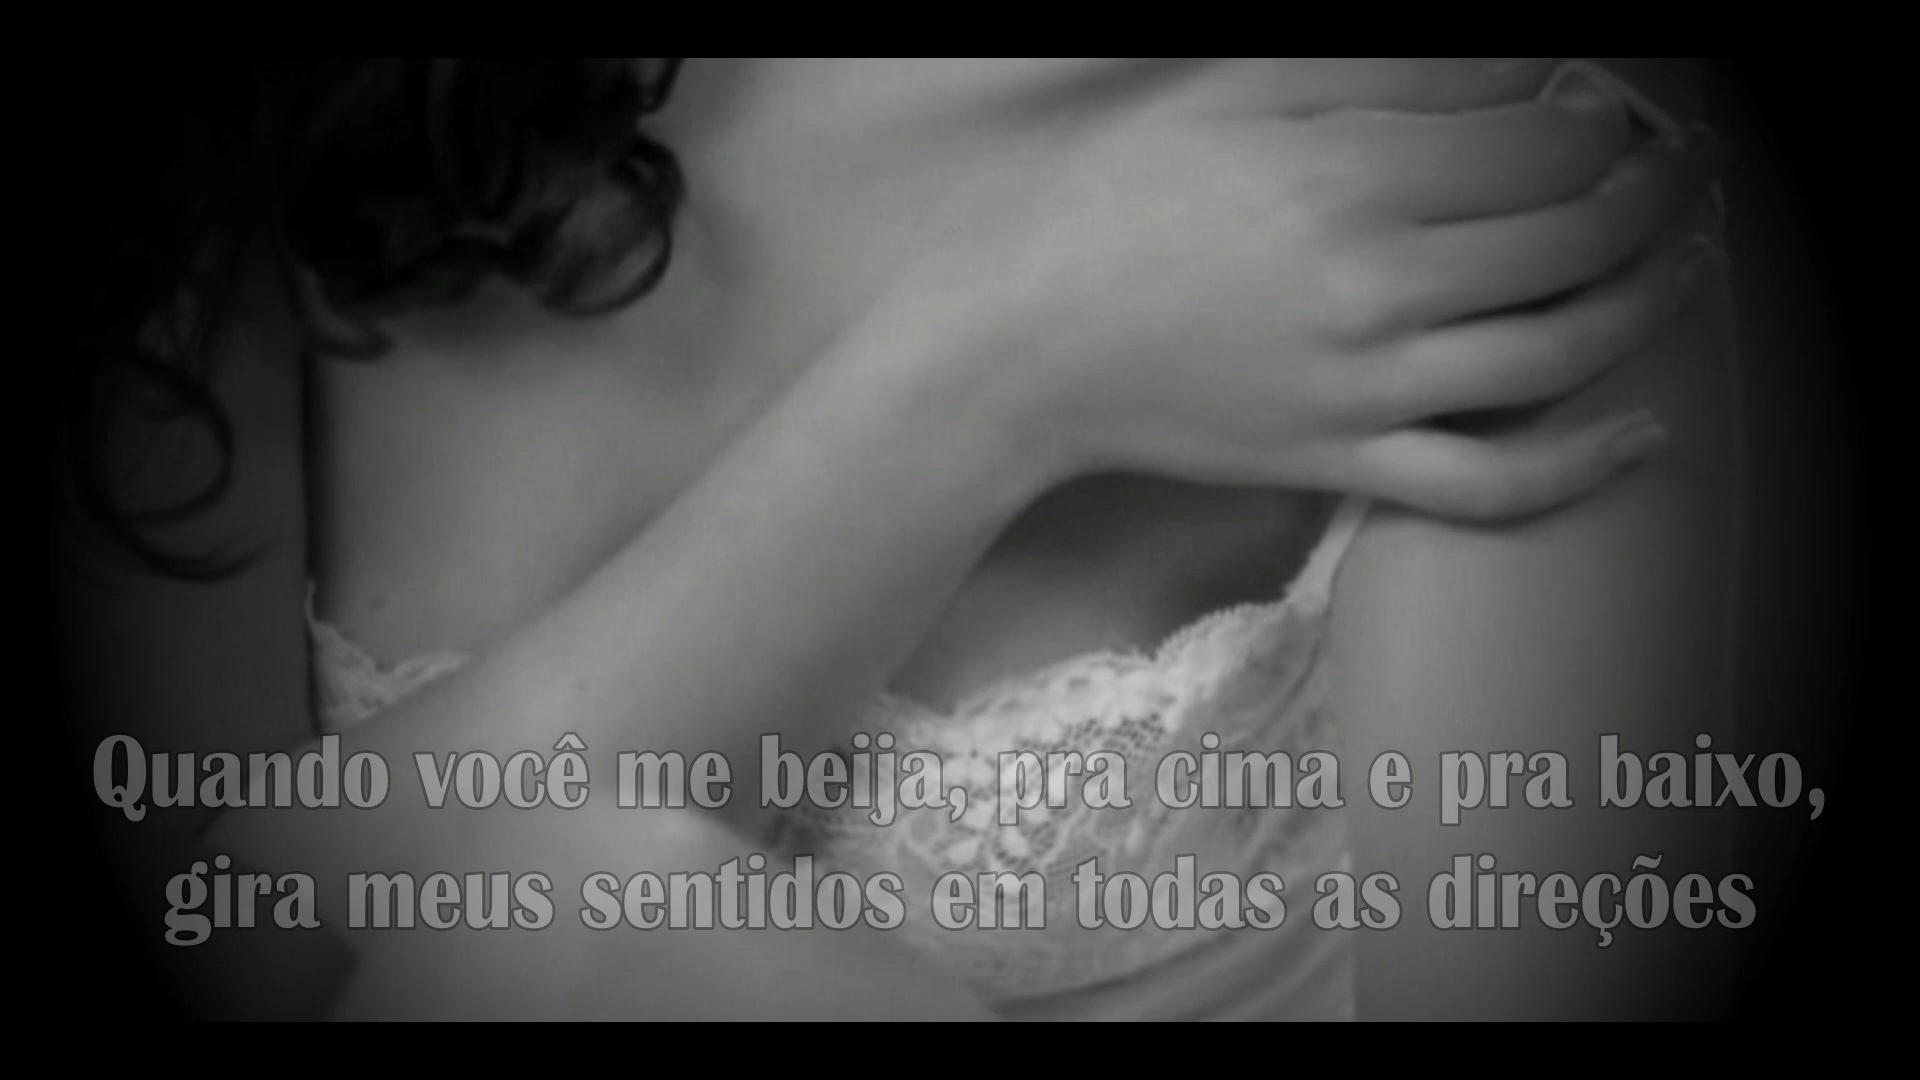 Quando você me beija, pra cima e pra baixo,
gira meus sentidos em todas as direções